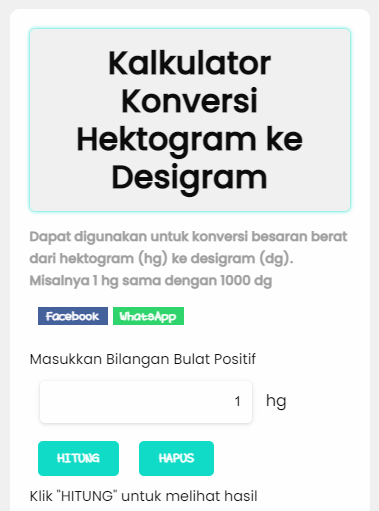 Kalkulator
Konversi
Hektogram ke
Desigram
Dapat digunakan untuk konversi besaran berat
dari hektogram (hg) ke desigram (dg).
Misalnya 1 hg sama dengan 1000 dg
Facebook WhatsApp
Masukkan Bilangan Bulat Positif
1 hg
HITUNG HAPUS
Klik "HITUNG" untuk melihat hasil